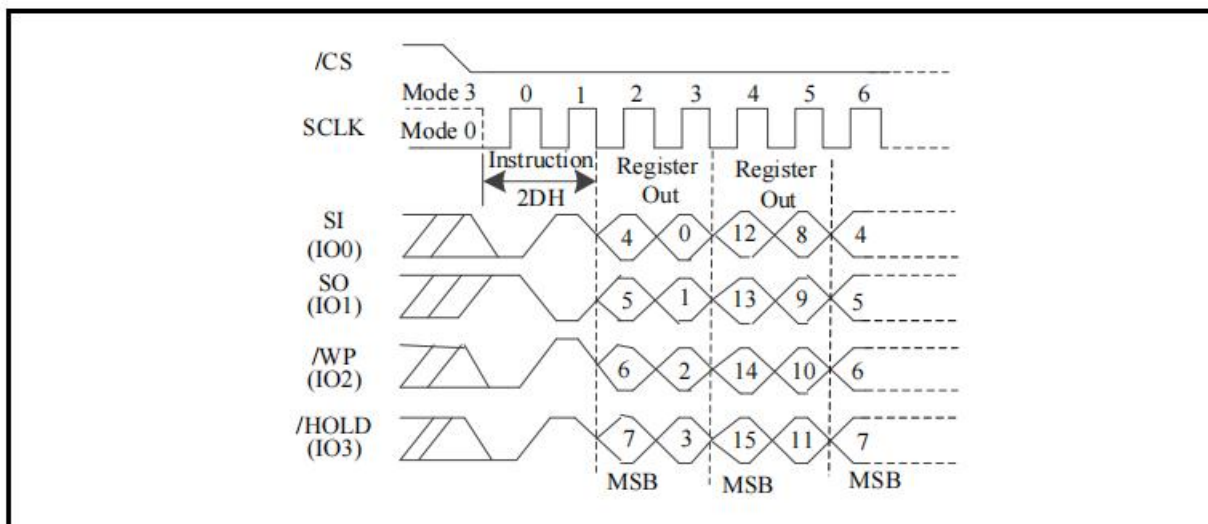 /CS
Mode 3 0 1 2 3 4 5 6
SCLK Mode 0
Instruction Register Register
2DH Out Out
SI
(IO0) 4 0 12 8 4
SO
(IO1) 5 1 13 9 5
/WP
(IO2) 6 2 14 10 6
/HOLD
(IO3) 7 3 15 11 7
MSB MSB MSB